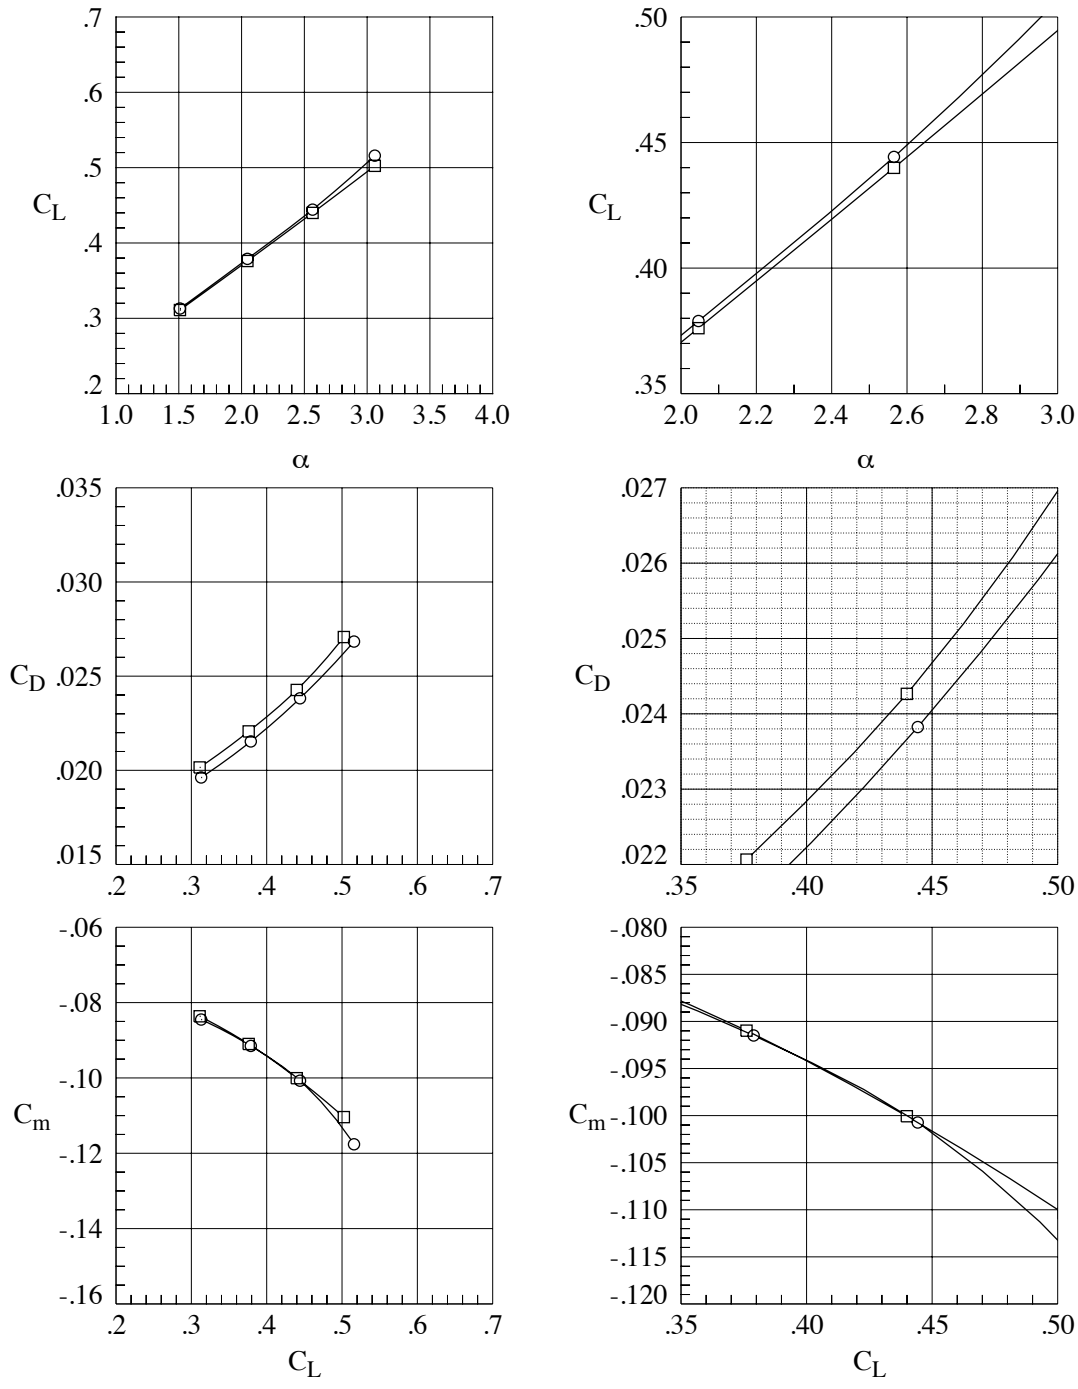 .7
.6
.5
C_L
.4
.3
.2
1.0 1.5 2.0 2.5 3.0 3.5 4.0
α
.50
.45
C_L
.40
.35
2.0 2.2 2.4 2.6 2.8 3.0
α
.035
.030
C_D .025
.020
.015
.2 .3 .4 .5 .6 .7
.027
.026
.025
C_D
.024
.023
.022
.35 .40 .45 .50
-.06
-.08
-.10
C_m
-.12
-.14
-.16
.2 .3 .4 .5 .6 .7
C_L
-.080
-.085
-.090
-.095
C_m -.100
-.105
-.110
-.115
-.120
.35 .40 .45 .50
C_L